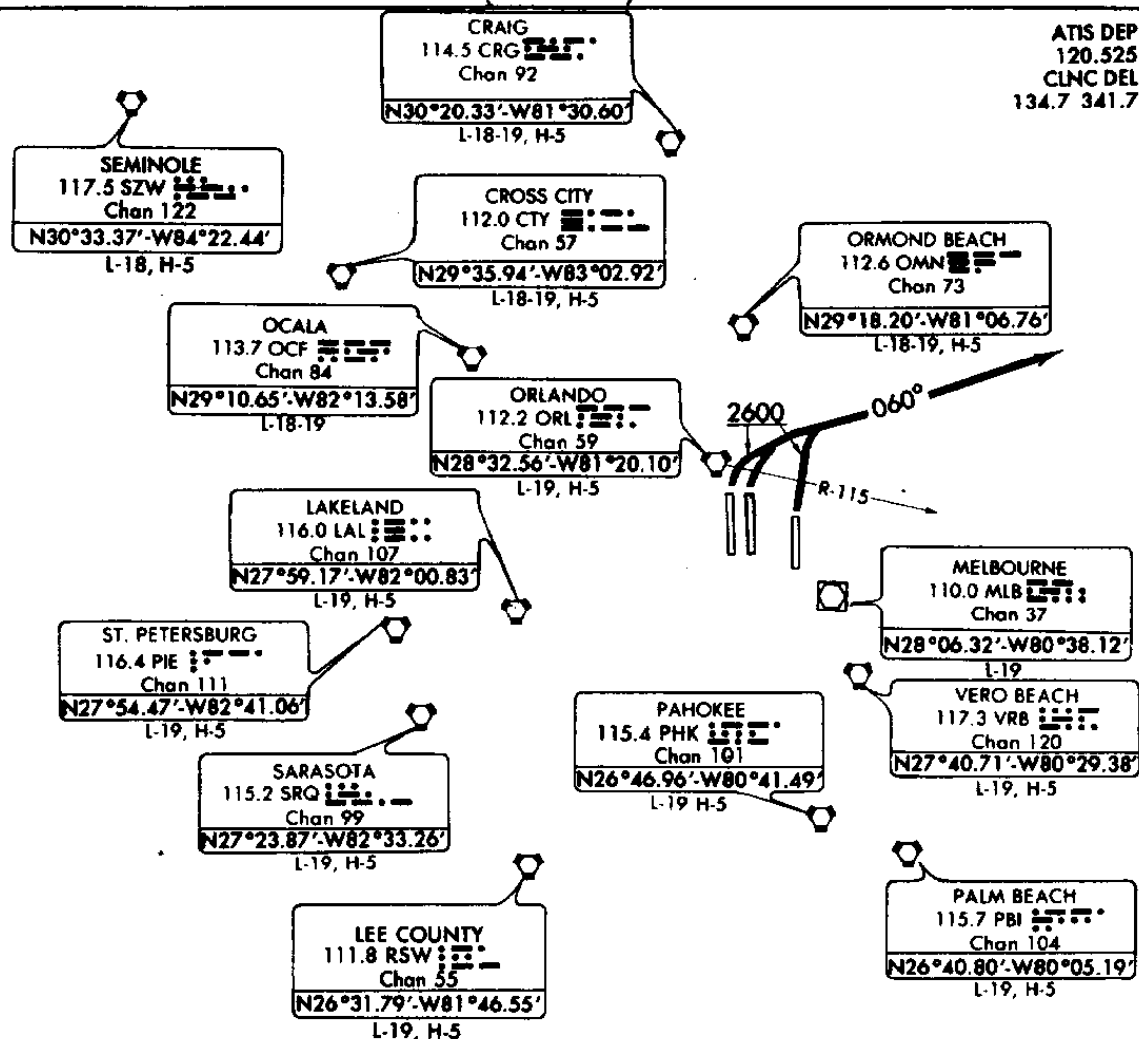 CRAIG
114.5 CRG
Chan 92
N30°20.33'-W81°30.60'
L-18-19, H-5
ATIS DEP
120.525
CLNC DEL
134.7 341.7
SEMINOLE
117.5 SZW
Chan 122
N30°33.37'-W84°22.44'
L-18, H-5
CROSS CITY
112.0 CTY
Chan 57
N29°35.94'-W83°02.92'
L-18-19, H-5
ORMOND BEACH
112.6 OMN
Chan 73
N29°18.20'-W81°06.76'
L-18-19, H-5
OCALA
113.7 OCF
Chan 84
N29°10.65'-W82°13.58'
L-18-19
ORLANDO
112.2 ORL
Chan 59
N28°32.56'-W81°20.10'
L-19, H-5
2600
060°
R-115
LAKELAND
116.0 LAL
Chan 107
N27°59.17'-W82°00.83'
L-19, H-5
MELBOURNE
110.0 MLB
Chan 37
N28°06.32'-W80°38.12'
L-19
ST. PETERSBURG
116.4 PIE
Chan 111
N27°54.47'-W82°41.06'
L-19, H-5
VERO BEACH
117.3 VRB
Chan 120
N27°40.71'-W80°29.38'
L-19, H-5
PAHOKEE
115.4 PHK
Chan 101
N26°46.96'-W80°41.49'
L-19 H-5
SARASOTA
115.2 SRQ
Chan 99
N27°23.87'-W82°33.26'
L-19, H-5
LEE COUNTY
111.8 RSW
Chan 55
N26°31.79'-W81°46.55'
L-19, H-5
PALM BEACH
115.7 PBI
Chan 104
N26°40.80'-W80°05.19'
L-19, H-5